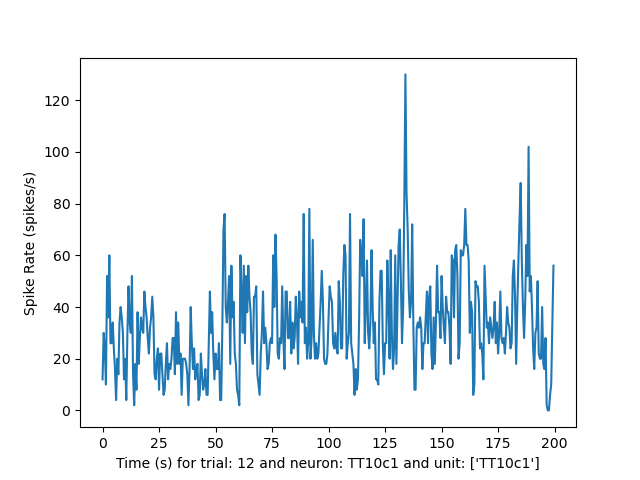 120
100
80
60
40
20
0
Spike Rate (spikes/s)
0 25 50 75 100 125 150 175 200
Time (s) for trial: 12 and neuron: TT10c1 and unit: ['TT10c1']